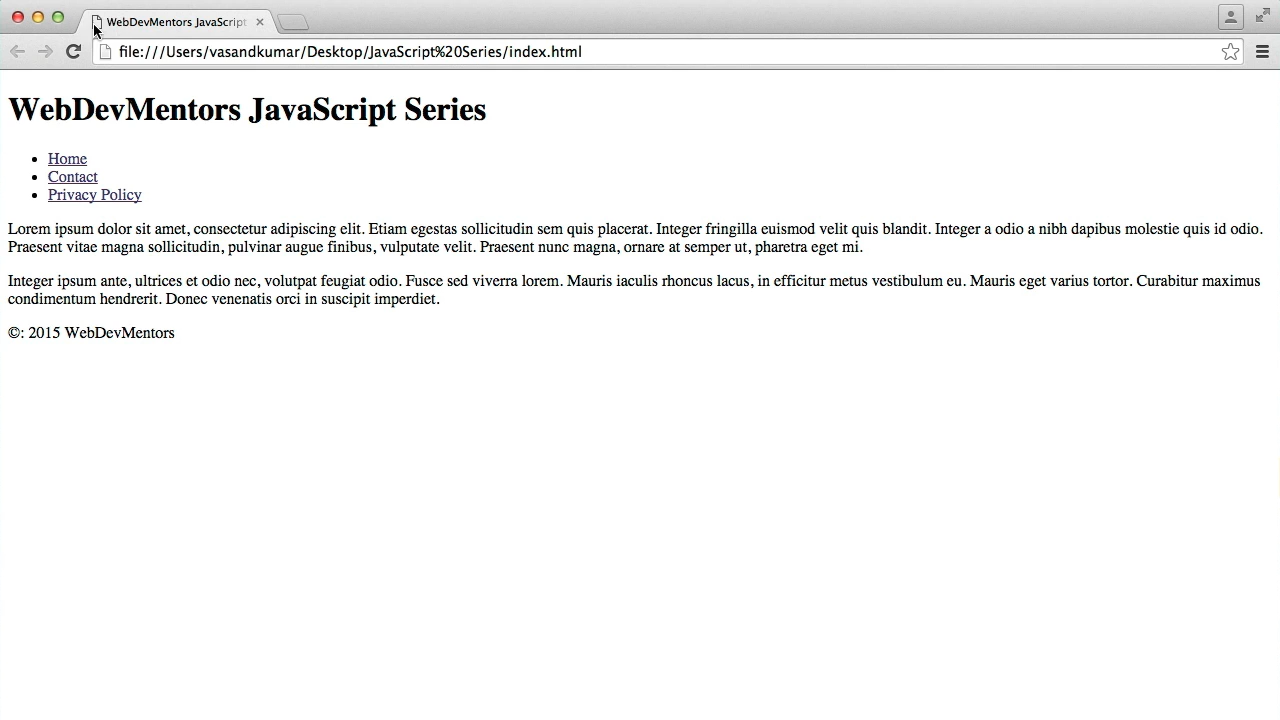 WebDevMentors JavaScript
file:///Users/vasandkumar/Desktop/JavaScript%20Series/index.html
WebDevMentors JavaScript Series
Home
Contact
Privacy Policy
Lorem ipsum dolor sit amet, consectetur adipiscing elit. Etiam egestas sollicitudin sem quis placerat. Integer fringilla euismod velit quis blandit. Integer a odio a nibh dapibus molestie quis id odio.
Praesent vitae magna sollicitudin, pulvinar augue finibus, vulputate velit. Praesent nunc magna, ornare at semper ut, pharetra eget mi.
Integer ipsum ante, ultrices et odio nec, volutpat feugiat odio. Fusce sed viverra lorem. Mauris iaculis rhoncus lacus, in efficitur metus vestibulum eu. Mauris eget varius tortor. Curabitur maximus
condimentum hendrerit. Donec venenatis orci in suscipit imperdiet.
©: 2015 WebDevMentors